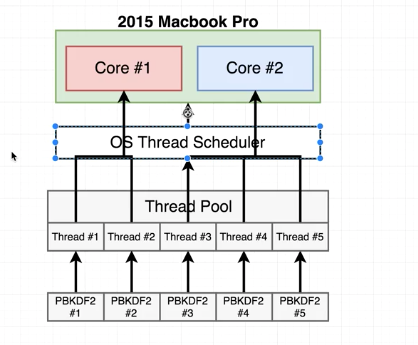 2015 Macbook Pro
Core #1
Core #2
OS Thread Scheduler
Thread Pool
Thread #1
Thread #2
Thread #3
Thread #4
Thread #5
PBKDF2
#1
PBKDF2
#2
PBKDF2
#3
PBKDF2
#4
PBKDF2
#5